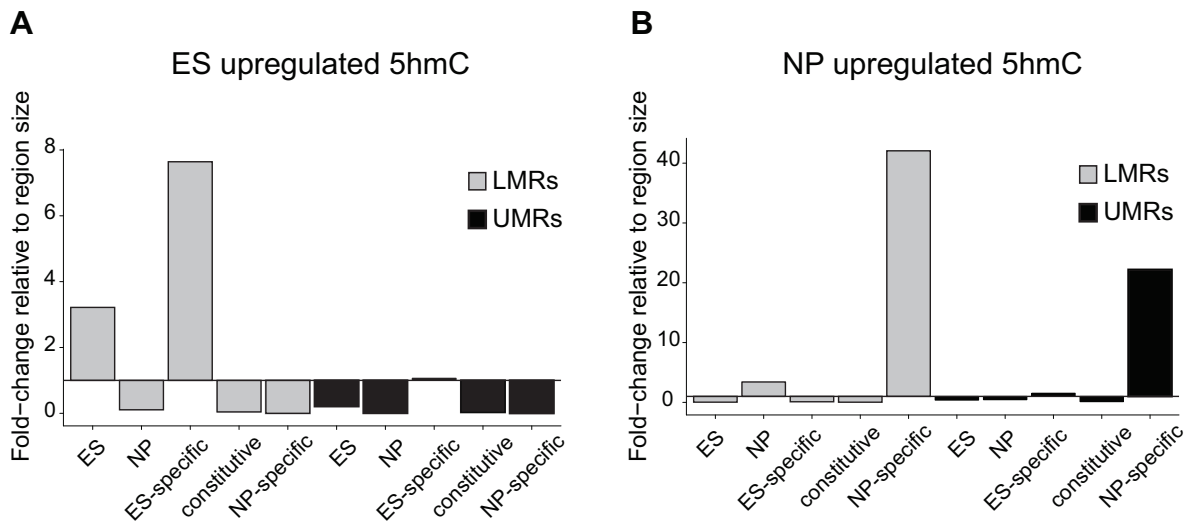 A
ES upregulated 5hmC
Fold-change relative to region size
8
6
4
2
0
LMRs
UMRs
ES
NP
ES-specific
constitutive
NP-specific
ES
NP
ES-specific
constitutive
NP-specific
B
NP upregulated 5hmC
Fold-change relative to region size
40
30
20
10
0
LMRs
UMRs
ES
NP
ES-specific
constitutive
NP-specific
ES
NP
ES-specific
constitutive
NP-specific